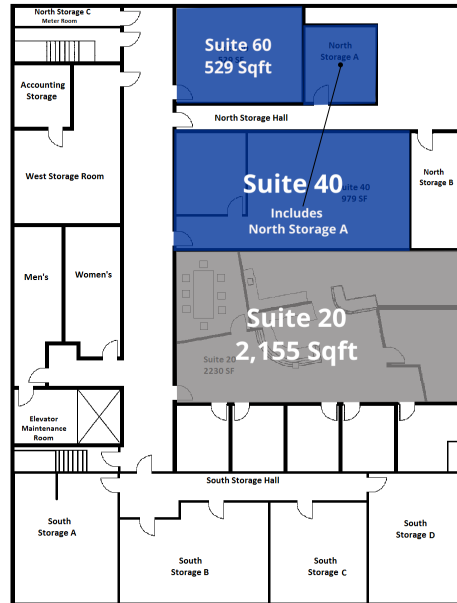 North Storage C
Meter Room
Suite 60
529 Sqft
North
Storage A
Accounting
Storage
North Storage Hall
West Storage Room
Suite 40
Suite 40
979 SF
Includes
North Storage A
North
Storage B
Men's
Women's
Suite 20
2,155 Sqft
Suite 20
2230 SF
Elevator
Maintenance
Room
South Storage Hall
South
Storage A
South
Storage B
South
Storage C
South
Storage D